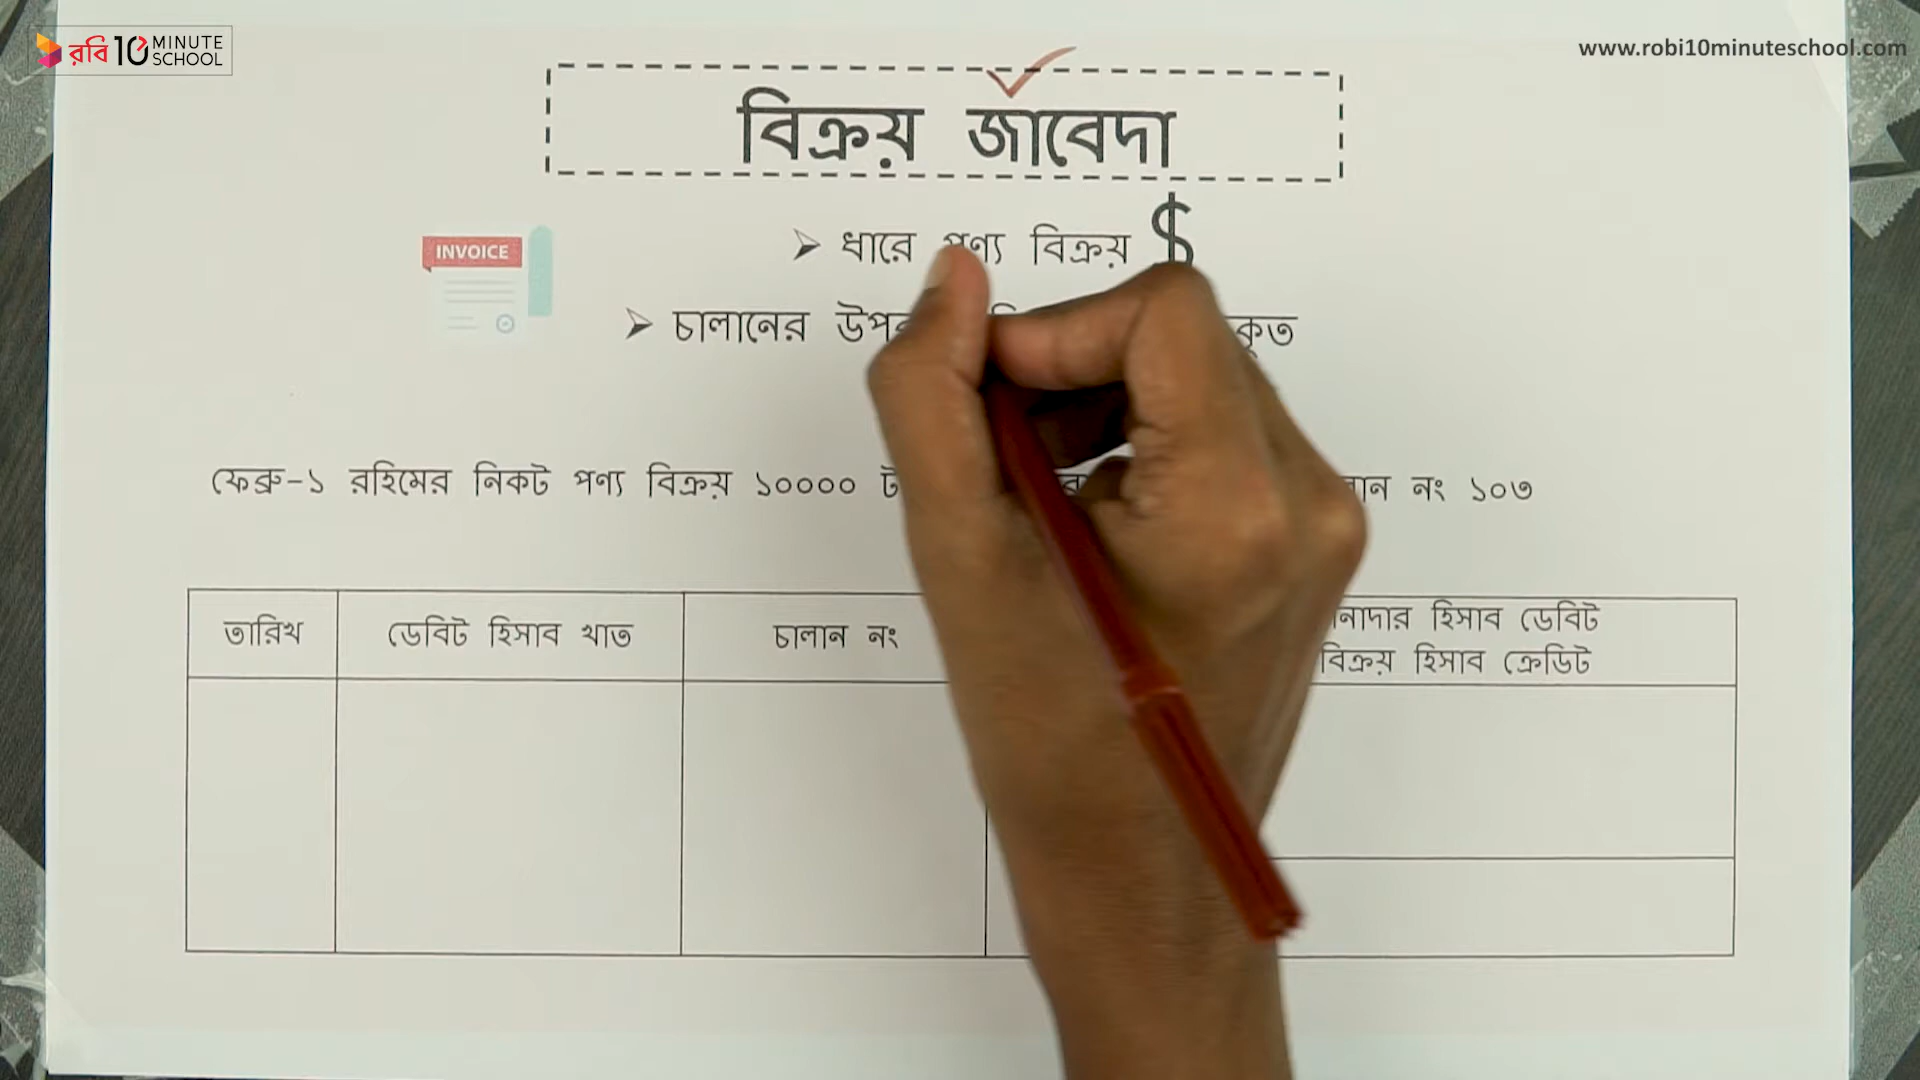 রবি 10 MINUTE SCHOOL
www.robi10minuteschool.com
বিক্রয় জাবেদা
ধারে পণ্য বিক্রয় $
INVOICE
চালানের
ফেব্রু-১ রহিমের নিকট পণ্য বিক্রয় ১০০০০ নং ১০৩
তারিখ ডেবিট হিসাব খাত চালান নং
হিসাব ডেবিট
বিক্রয় হিসাব ক্রেডিট